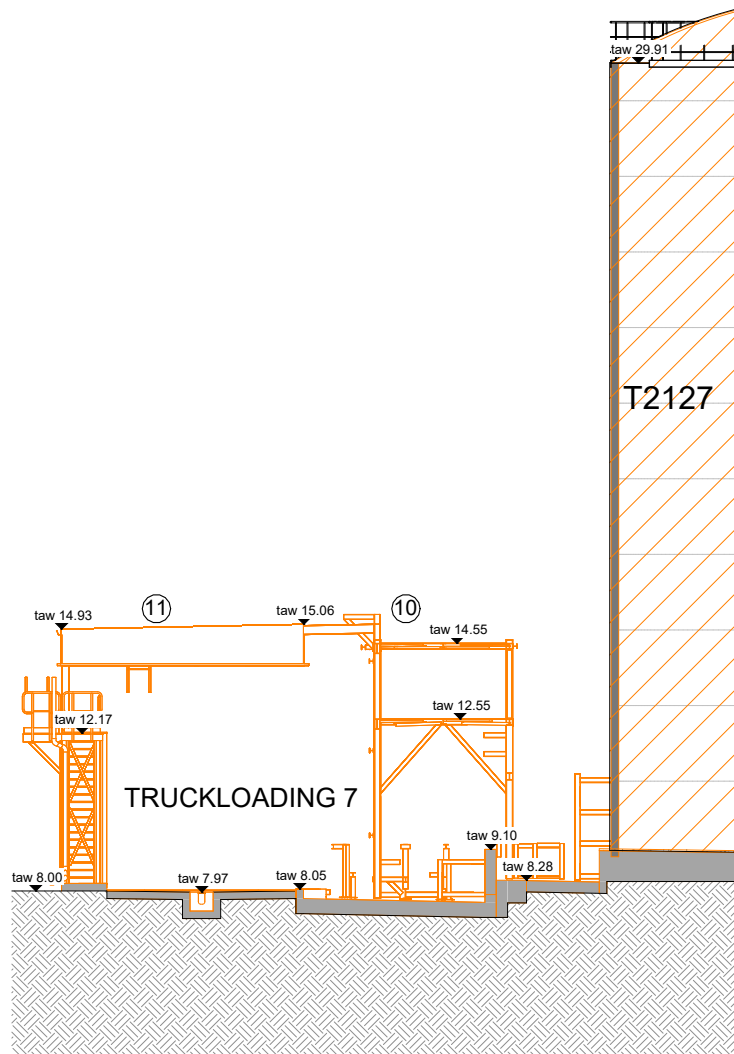 taw 29.91
T2127
11
10
taw 14.93
taw 15.06
taw 14.55
taw 12.17
taw 12.55
TRUCKLOADING 7
taw 9.10
taw 8.00
taw 7.97
taw 8.05
taw 8.28